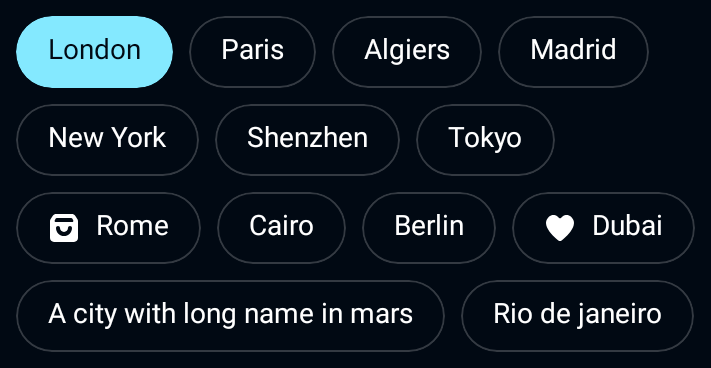 London Paris Algiers Madrid
New York Shenzhen Tokyo
Rome Cairo Berlin Dubai
A city with long name in mars Rio de janeiro